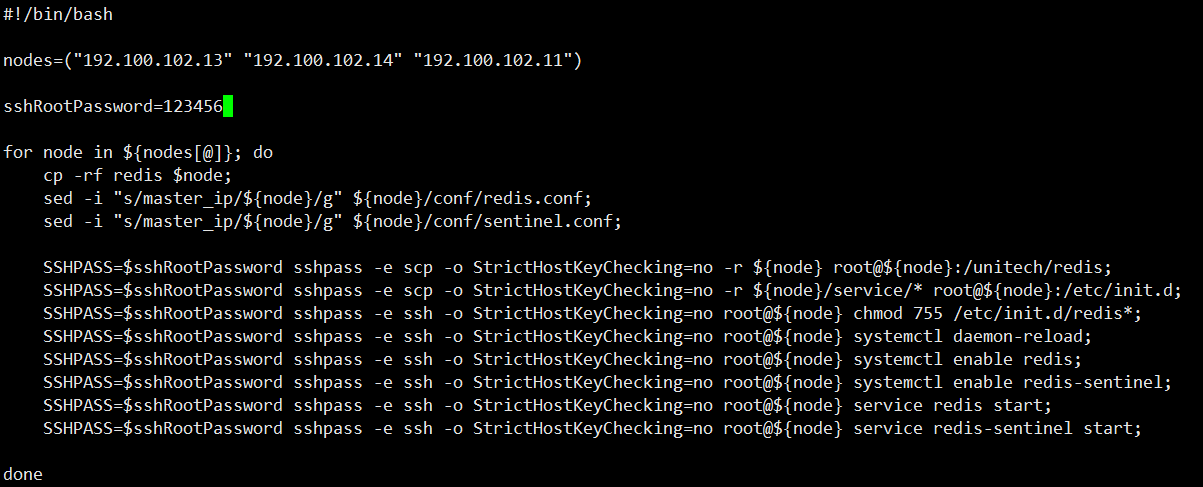 #!/bin/bash
nodes=("192.100.102.13" "192.100.102.14" "192.100.102.11")
sshRootPassword=123456
for node in ${nodes[@]}; do
    cp -rf redis $node;
    sed -i "s/master_ip/${node}/g" ${node}/conf/redis.conf;
    sed -i "s/master_ip/${node}/g" ${node}/conf/sentinel.conf;
    SSHPASS=$sshRootPassword sshpass -e scp -o StrictHostKeyChecking=no -r ${node} root@${node}:/unitech/redis;
    SSHPASS=$sshRootPassword sshpass -e scp -o StrictHostKeyChecking=no -r ${node}/service/* root@${node}:/etc/init.d;
    SSHPASS=$sshRootPassword sshpass -e ssh -o StrictHostKeyChecking=no root@${node} chmod 755 /etc/init.d/redis*;
    SSHPASS=$sshRootPassword sshpass -e ssh -o StrictHostKeyChecking=no root@${node} systemctl daemon-reload;
    SSHPASS=$sshRootPassword sshpass -e ssh -o StrictHostKeyChecking=no root@${node} systemctl enable redis;
    SSHPASS=$sshRootPassword sshpass -e ssh -o StrictHostKeyChecking=no root@${node} systemctl enable redis-sentinel;
    SSHPASS=$sshRootPassword sshpass -e ssh -o StrictHostKeyChecking=no root@${node} service redis start;
    SSHPASS=$sshRootPassword sshpass -e ssh -o StrictHostKeyChecking=no root@${node} service redis-sentinel start;
done